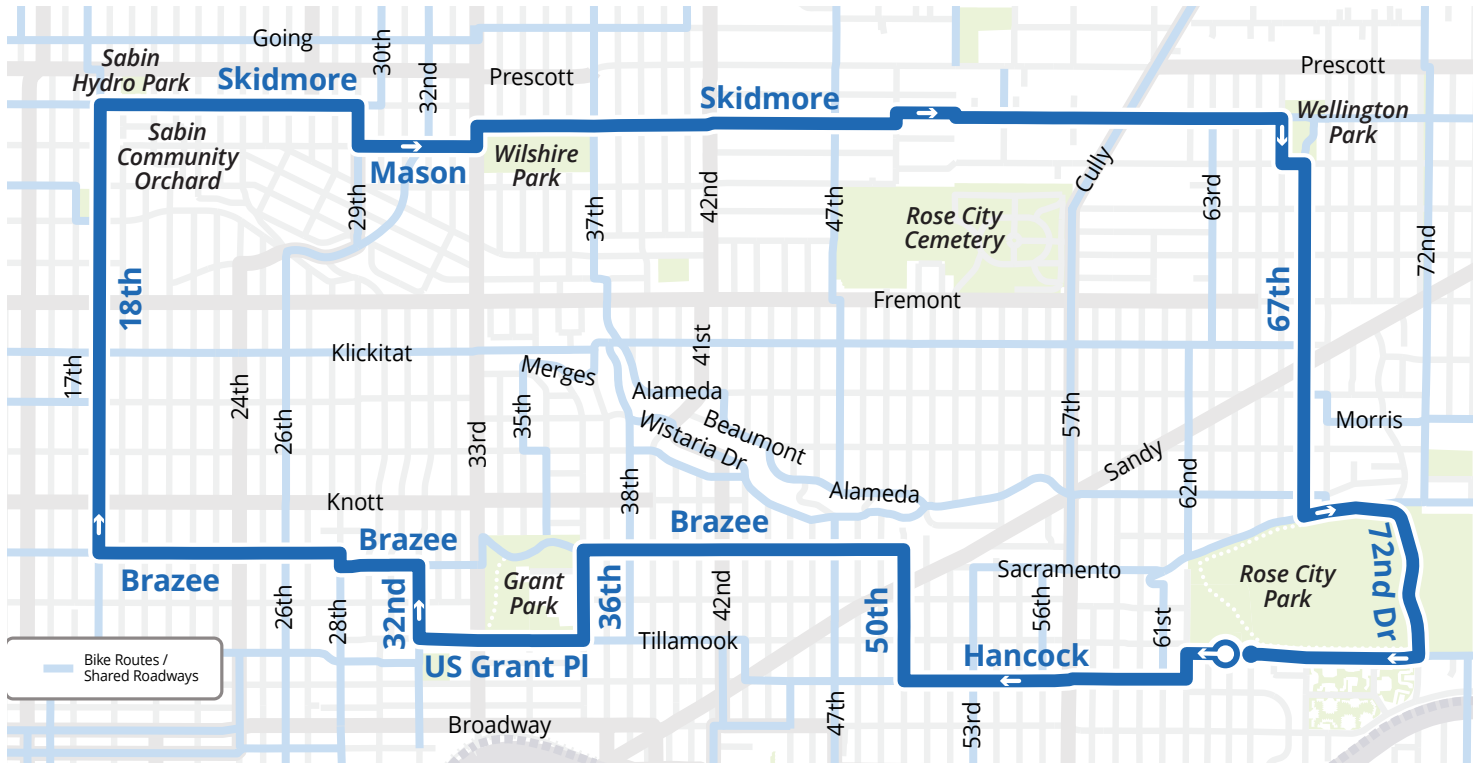 Going
30th
Sabin
Hydro Park
Skidmore
32nd
Prescott
Prescott
Skidmore
Wellington
Park
Sabin
Community
Orchard
Mason
Wilshire
Park
Cully
29th
37th
42nd
47th
Rose City
Cemetery
63rd
72nd
18th
67th
Fremont
17th
Klickitat
41st
Merges
Alameda
24th
26th
33rd
35th
Wistaria Dr
Beaumont
57th
Morris
Sandy
62nd
Knott
38th
Alameda
Brazee
Brazee
Brazee
72nd Dr
26th
28th
32nd
Grant
Park
36th
42nd
50th
Sacramento
56th
61st
Rose City
Park
Tillamook
US Grant Pl
Hancock
Bike Routes /
Shared Roadways
Broadway
47th
53rd